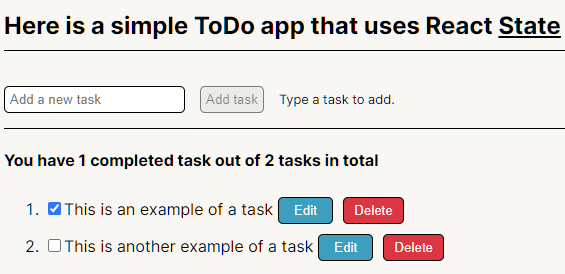 Here is a simple ToDo app that uses React State
Add a new task Add task Type a task to add.
You have 1 completed task out of 2 tasks in total
1. This is an example of a task Edit Delete
2. This is another example of a task Edit Delete